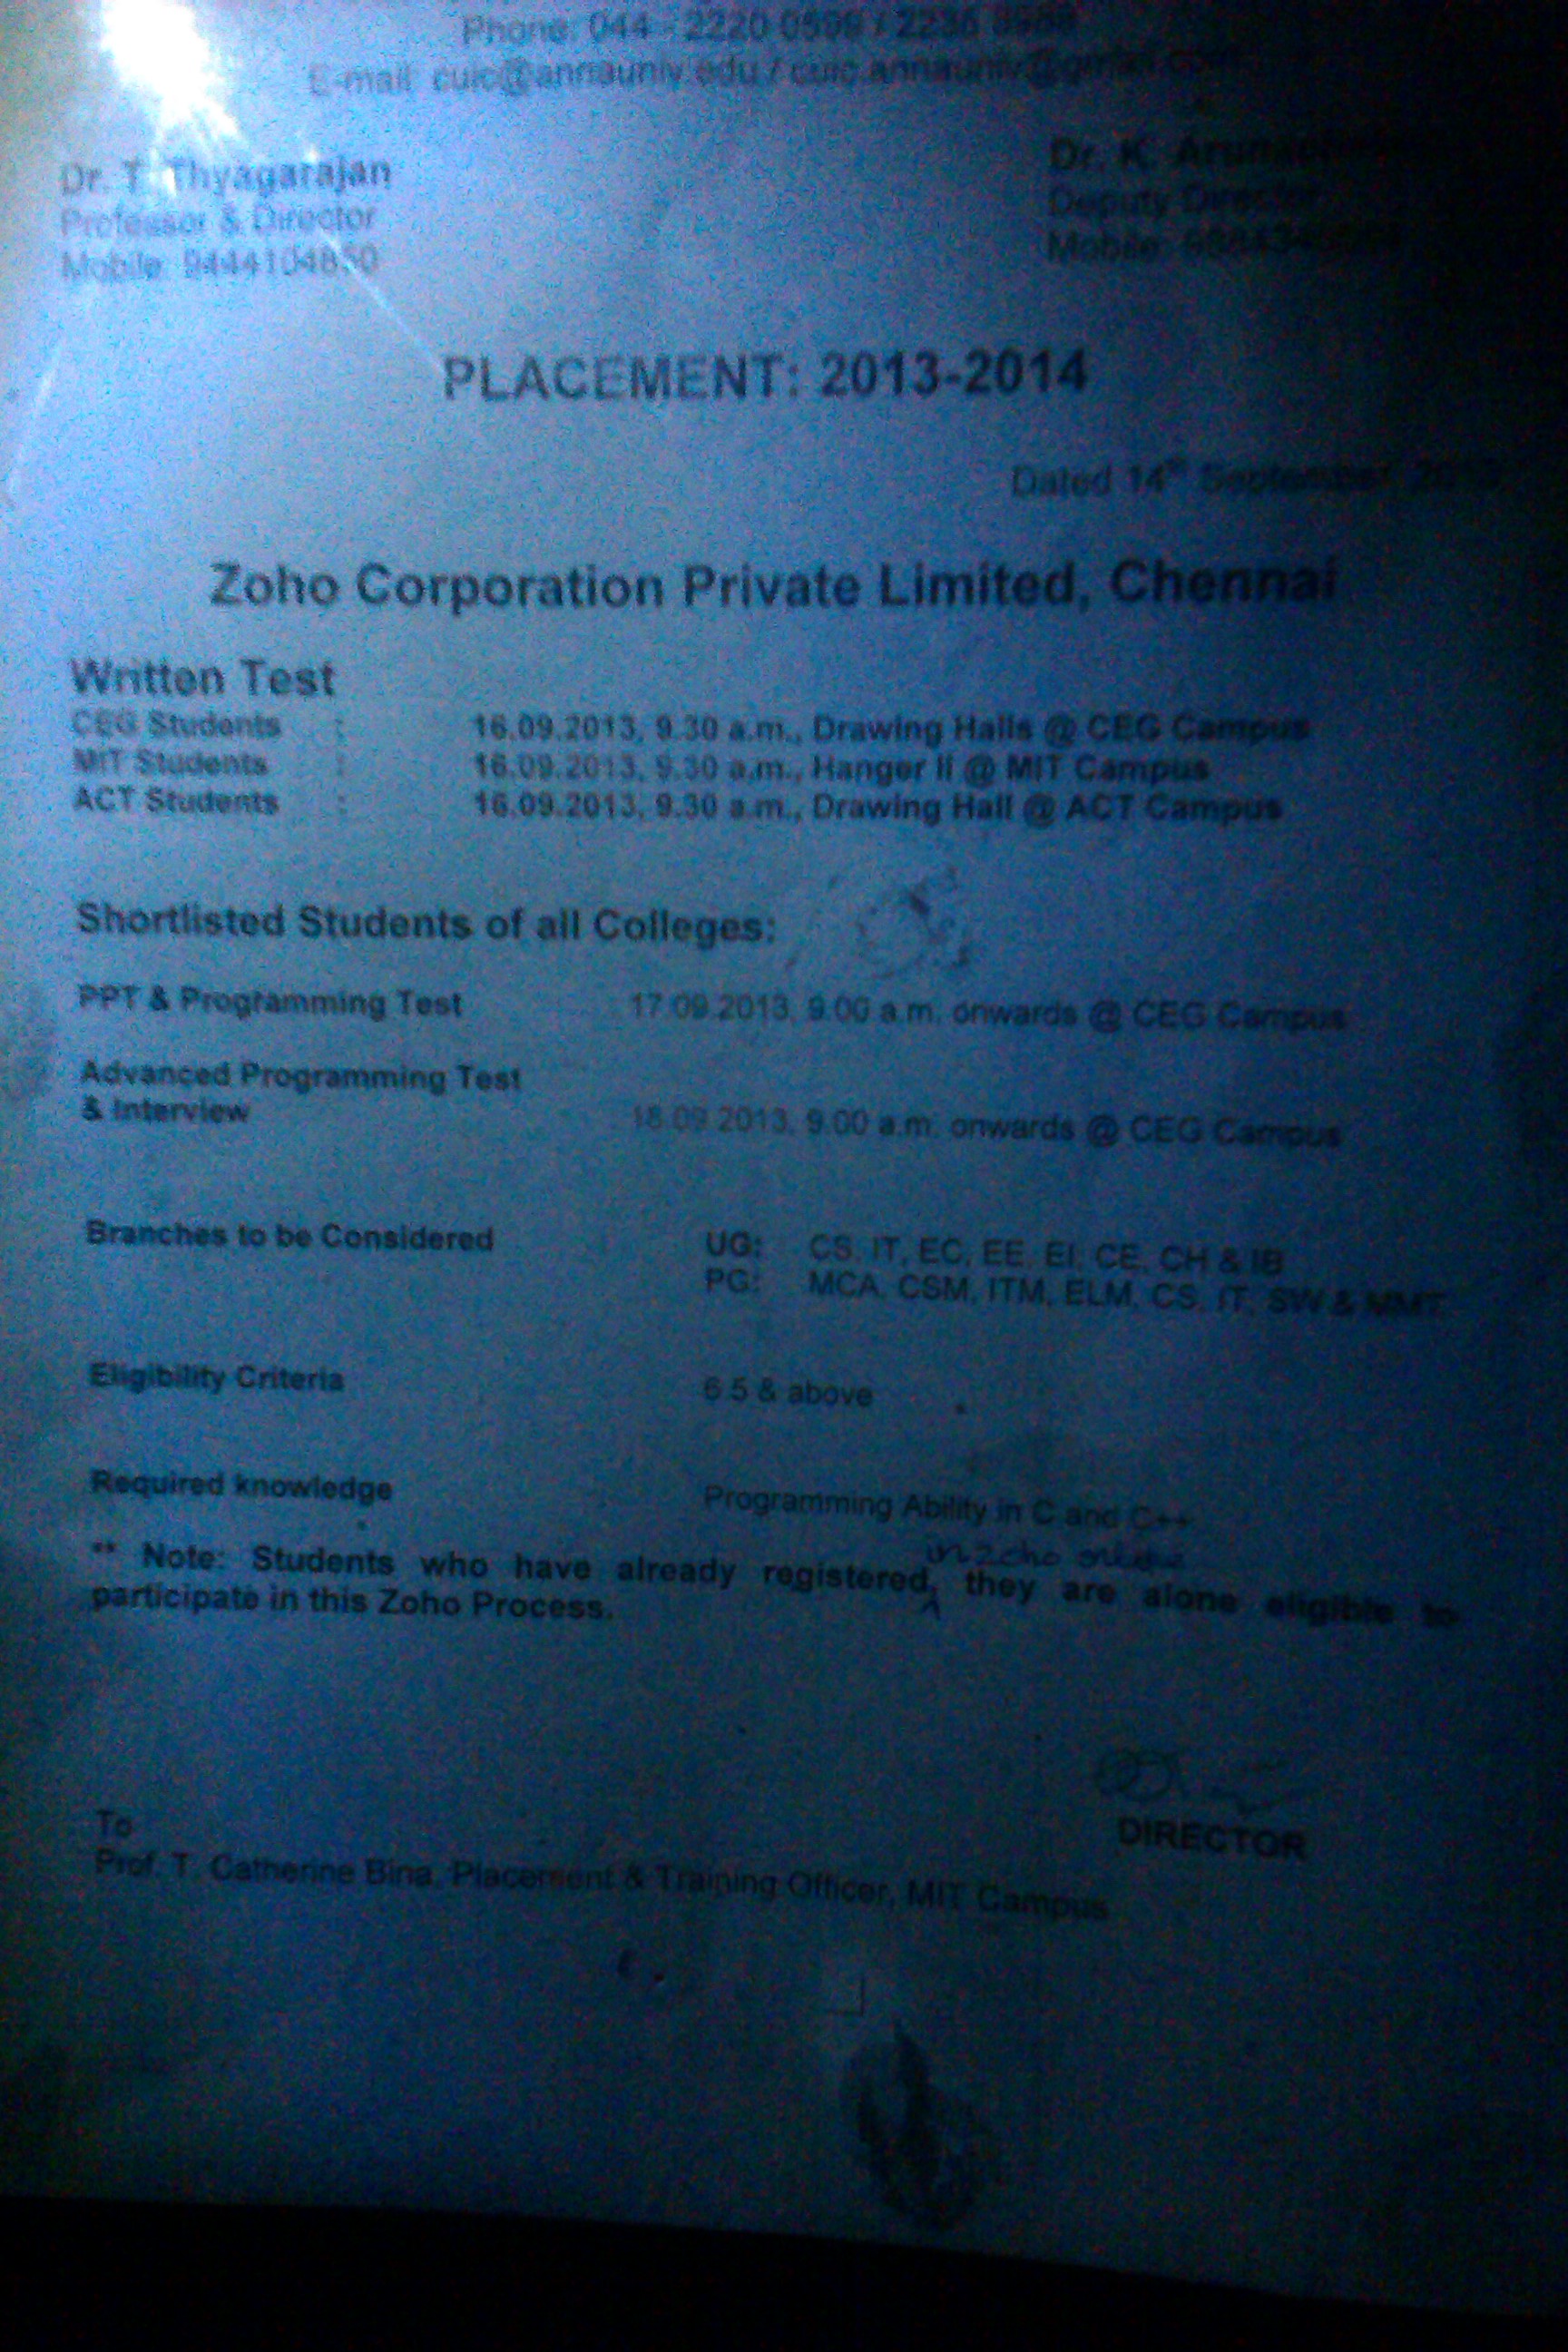 Phone: 044 - 2220
E-mail: cuic@annauniv.edu / cuic.annauniv@gmail.com
Dr. T. Thyagarajan
Professor & Director
Mobile: 9444104850
Dr. K.
Deputy Director
Mobile:
PLACEMENT: 2013-2014
Dated 14th September, 2013
Zoho Corporation Private Limited, Chennai
Written Test
CEG Students : 16.09.2013, 9.30 a.m., Drawing Halls @ CEG Campus
MIT Students : 16.09.2013, 9.30 a.m., Hanger II @ MIT Campus
ACT Students : 16.09.2013, 9.30 a.m., Drawing Hall @ ACT Campus
Shortlisted Students of all Colleges:
PPT & Programming Test : 17.09.2013, 9.00 a.m. onwards @ CEG Campus
Advanced Programming Test
& Interview : 18.09.2013, 9.00 a.m. onwards @ CEG Campus
Branches to be Considered UG: CS, IT, EC, EE, EI, CE, CH & IB
PG: MCA, CSM, ITM, ELM, CS, IT, SW & MMT
Eligibility Criteria 6.5 & above
Required knowledge Programming Ability in C and C++
in zoho online
** Note: Students who have already registered, they are alone eligible to
participate in this Zoho Process.
DIRECTOR
To
Prof. T. Catherine Bina, Placement & Training Officer, MIT Campus